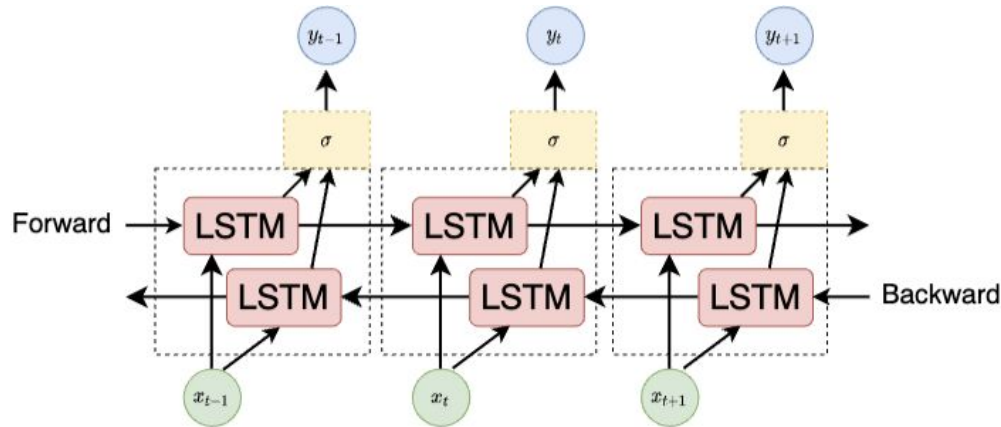 y_{t-1} y_t y_{t+1}
σ σ σ
Forward LSTM LSTM LSTM
LSTM LSTM LSTM Backward
x_{t-1} x_t x_{t+1}